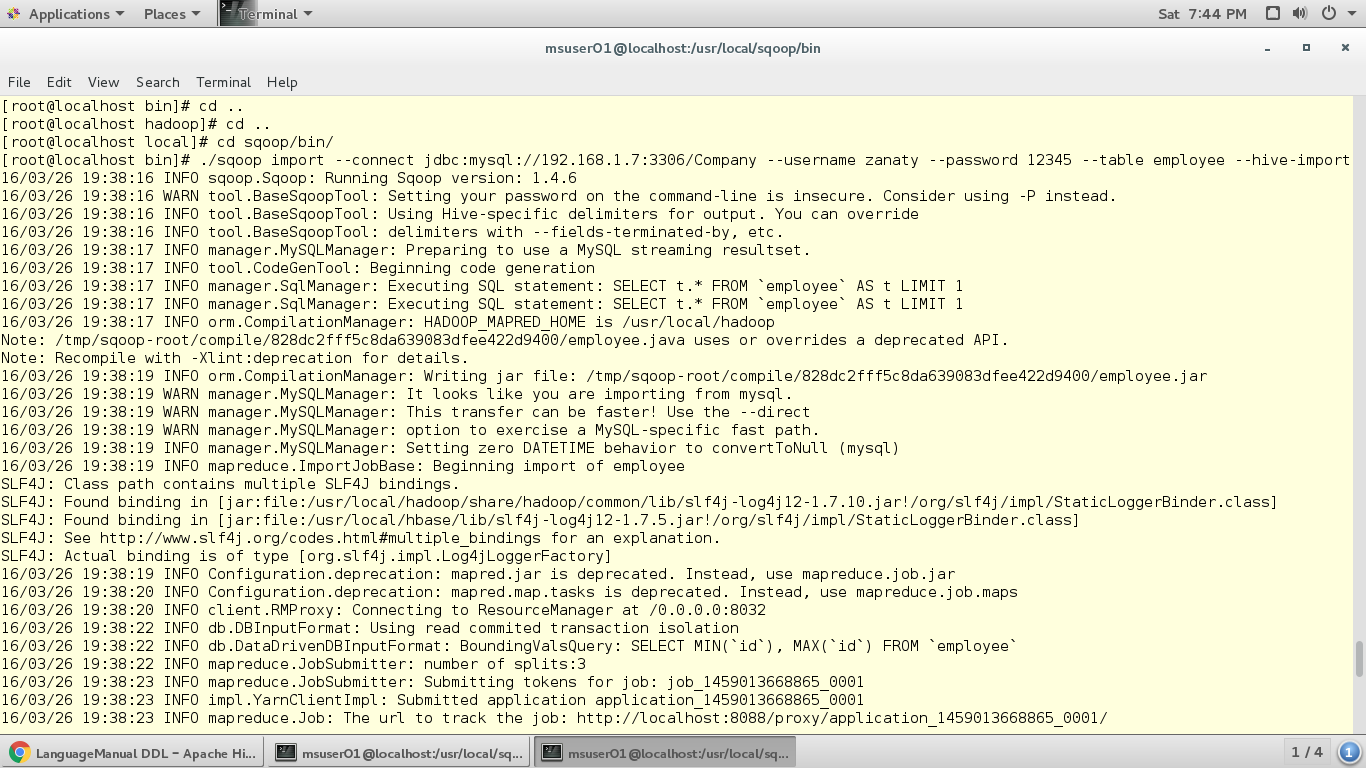 Applications Places Terminal Sat 7:44 PM
msuser01@localhost:/usr/local/sqoop/bin
File Edit View Search Terminal Help
[root@localhost bin]# cd ..
[root@localhost hadoop]# cd ..
[root@localhost local]# cd sqoop/bin/
[root@localhost bin]# ./sqoop import --connect jdbc:mysql://192.168.1.7:3306/Company --username zanaty --password 12345 --table employee --hive-import
16/03/26 19:38:16 INFO sqoop.Sqoop: Running Sqoop version: 1.4.6
16/03/26 19:38:16 WARN tool.BaseSqoopTool: Setting your password on the command-line is insecure. Consider using -P instead.
16/03/26 19:38:16 INFO tool.BaseSqoopTool: Using Hive-specific delimiters for output. You can override
16/03/26 19:38:16 INFO tool.BaseSqoopTool: delimiters with --fields-terminated-by, etc.
16/03/26 19:38:17 INFO manager.MySQLManager: Preparing to use a MySQL streaming resultset.
16/03/26 19:38:17 INFO tool.CodeGenTool: Beginning code generation
16/03/26 19:38:17 INFO manager.SqlManager: Executing SQL statement: SELECT t.* FROM `employee` AS t LIMIT 1
16/03/26 19:38:17 INFO manager.SqlManager: Executing SQL statement: SELECT t.* FROM `employee` AS t LIMIT 1
16/03/26 19:38:17 INFO orm.CompilationManager: HADOOP_MAPRED_HOME is /usr/local/hadoop
Note: /tmp/sqoop-root/compile/828dc2fff5c8da639083dfee422d9400/employee.java uses or overrides a deprecated API.
Note: Recompile with -Xlint:deprecation for details.
16/03/26 19:38:19 INFO orm.CompilationManager: Writing jar file: /tmp/sqoop-root/compile/828dc2fff5c8da639083dfee422d9400/employee.jar
16/03/26 19:38:19 WARN manager.MySQLManager: It looks like you are importing from mysql.
16/03/26 19:38:19 WARN manager.MySQLManager: This transfer can be faster! Use the --direct
16/03/26 19:38:19 WARN manager.MySQLManager: option to exercise a MySQL-specific fast path.
16/03/26 19:38:19 INFO manager.MySQLManager: Setting zero DATETIME behavior to convertToNull (mysql)
16/03/26 19:38:19 INFO mapreduce.ImportJobBase: Beginning import of employee
SLF4J: Class path contains multiple SLF4J bindings.
SLF4J: Found binding in [jar:file:/usr/local/hadoop/share/hadoop/common/lib/slf4j-log4j12-1.7.10.jar!/org/slf4j/impl/StaticLoggerBinder.class]
SLF4J: Found binding in [jar:file:/usr/local/hbase/lib/slf4j-log4j12-1.7.5.jar!/org/slf4j/impl/StaticLoggerBinder.class]
SLF4J: See http://www.slf4j.org/codes.html#multiple_bindings for an explanation.
SLF4J: Actual binding is of type [org.slf4j.impl.Log4jLoggerFactory]
16/03/26 19:38:19 INFO Configuration.deprecation: mapred.jar is deprecated. Instead, use mapreduce.job.jar
16/03/26 19:38:20 INFO Configuration.deprecation: mapred.map.tasks is deprecated. Instead, use mapreduce.job.maps
16/03/26 19:38:20 INFO client.RMProxy: Connecting to ResourceManager at /0.0.0.0:8032
16/03/26 19:38:22 INFO db.DBInputFormat: Using read commited transaction isolation
16/03/26 19:38:22 INFO db.DataDrivenDBInputFormat: BoundingValsQuery: SELECT MIN(`id`), MAX(`id`) FROM `employee`
16/03/26 19:38:22 INFO mapreduce.JobSubmitter: number of splits:3
16/03/26 19:38:23 INFO mapreduce.JobSubmitter: Submitting tokens for job: job_1459013668865_0001
16/03/26 19:38:23 INFO impl.YarnClientImpl: Submitted application application_1459013668865_0001
16/03/26 19:38:23 INFO mapreduce.Job: The url to track the job: http://localhost:8088/proxy/application_1459013668865_0001/
LanguageManual DDL - Apache Hi... msuser01@localhost:/usr/local/sq... msuser01@localhost:/usr/local/sq... 1 / 4 1